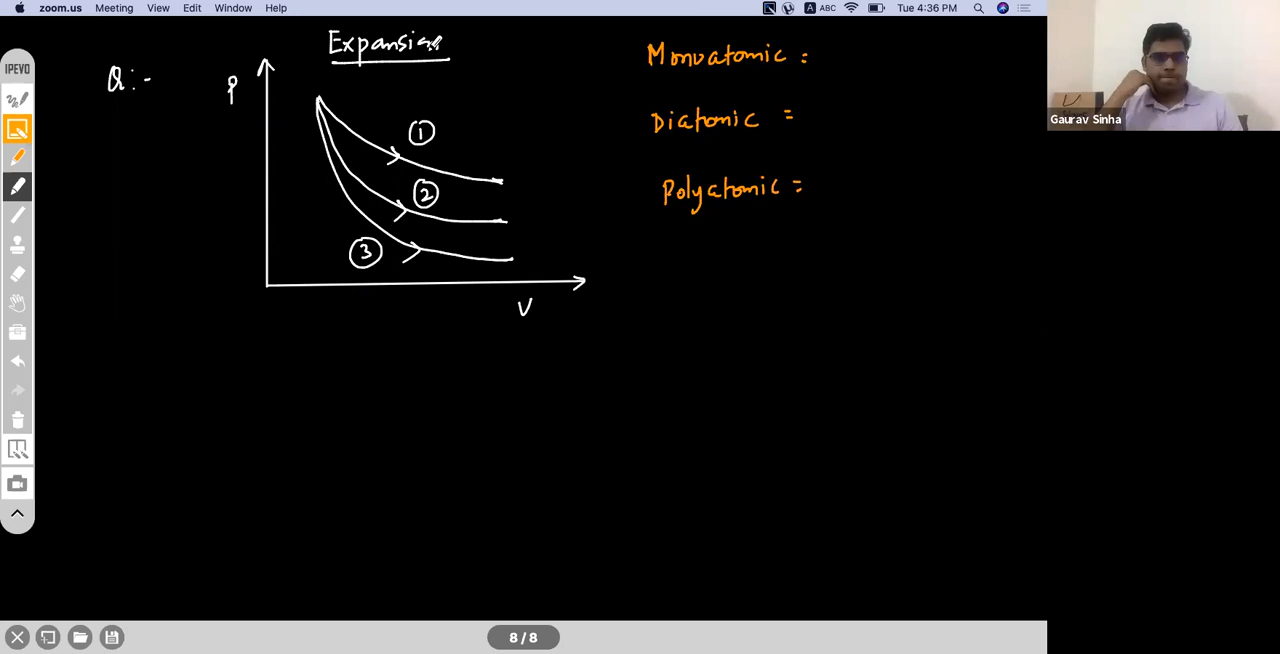 zoom.us Meeting View Edit Window Help
A ABC Tue 4:36 PM
IPEVO
Expansion
Q:-
P
①
②
③
V
Monoatomic :
Diatomic =
Polyatomic =
Gaurav Sinha
8 / 8